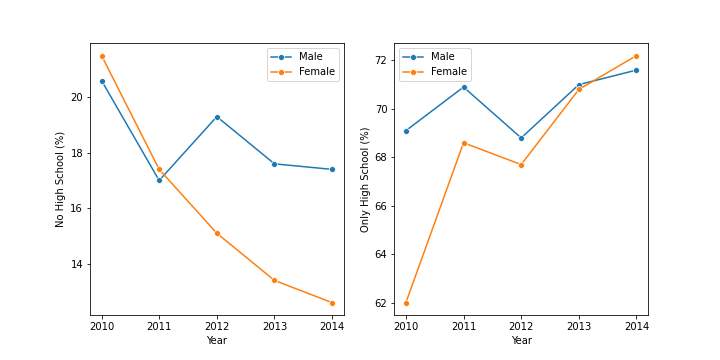 Male
Female
No High School (%)
20
18
16
14
2010 2011 2012 2013 2014
Year
Male
Female
Only High School (%)
72
70
68
66
64
62
2010 2011 2012 2013 2014
Year